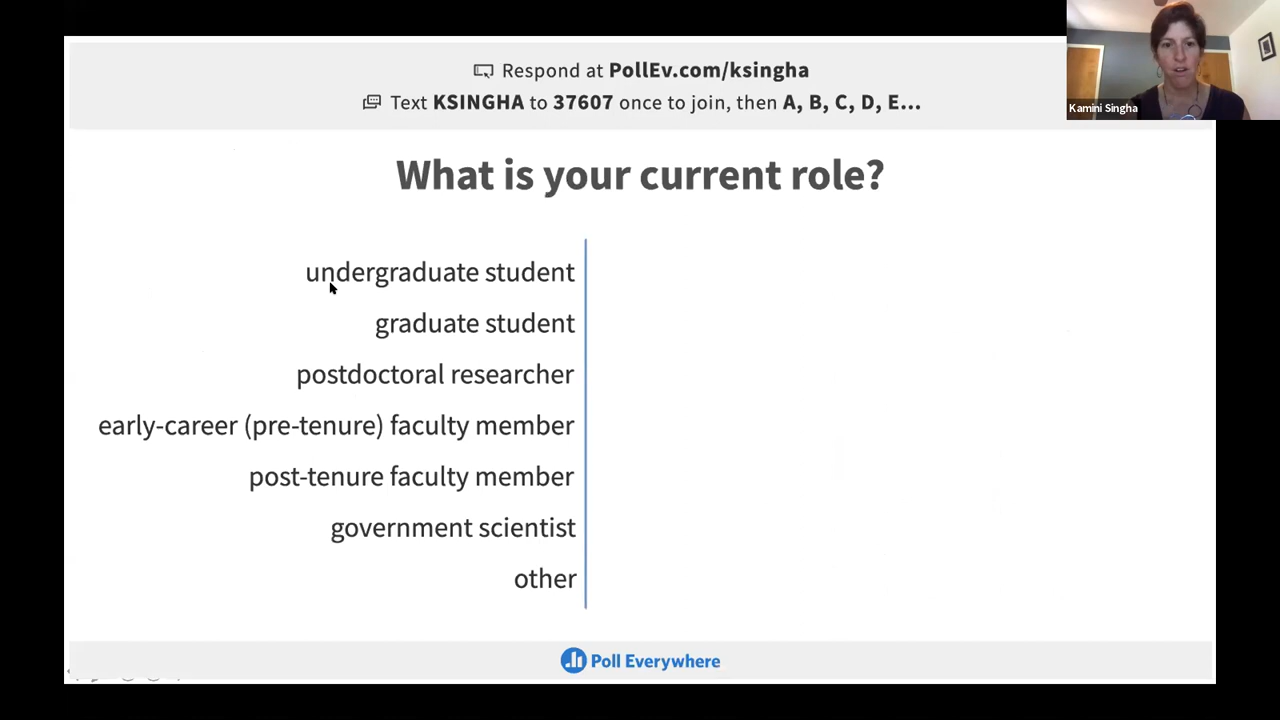 Respond at PollEv.com/ksingha
Text KSINGHA to 37607 once to join, then A, B, C, D, E...
Kamini Singha
What is your current role?
undergraduate student
graduate student
postdoctoral researcher
early-career (pre-tenure) faculty member
post-tenure faculty member
government scientist
other
Poll Everywhere